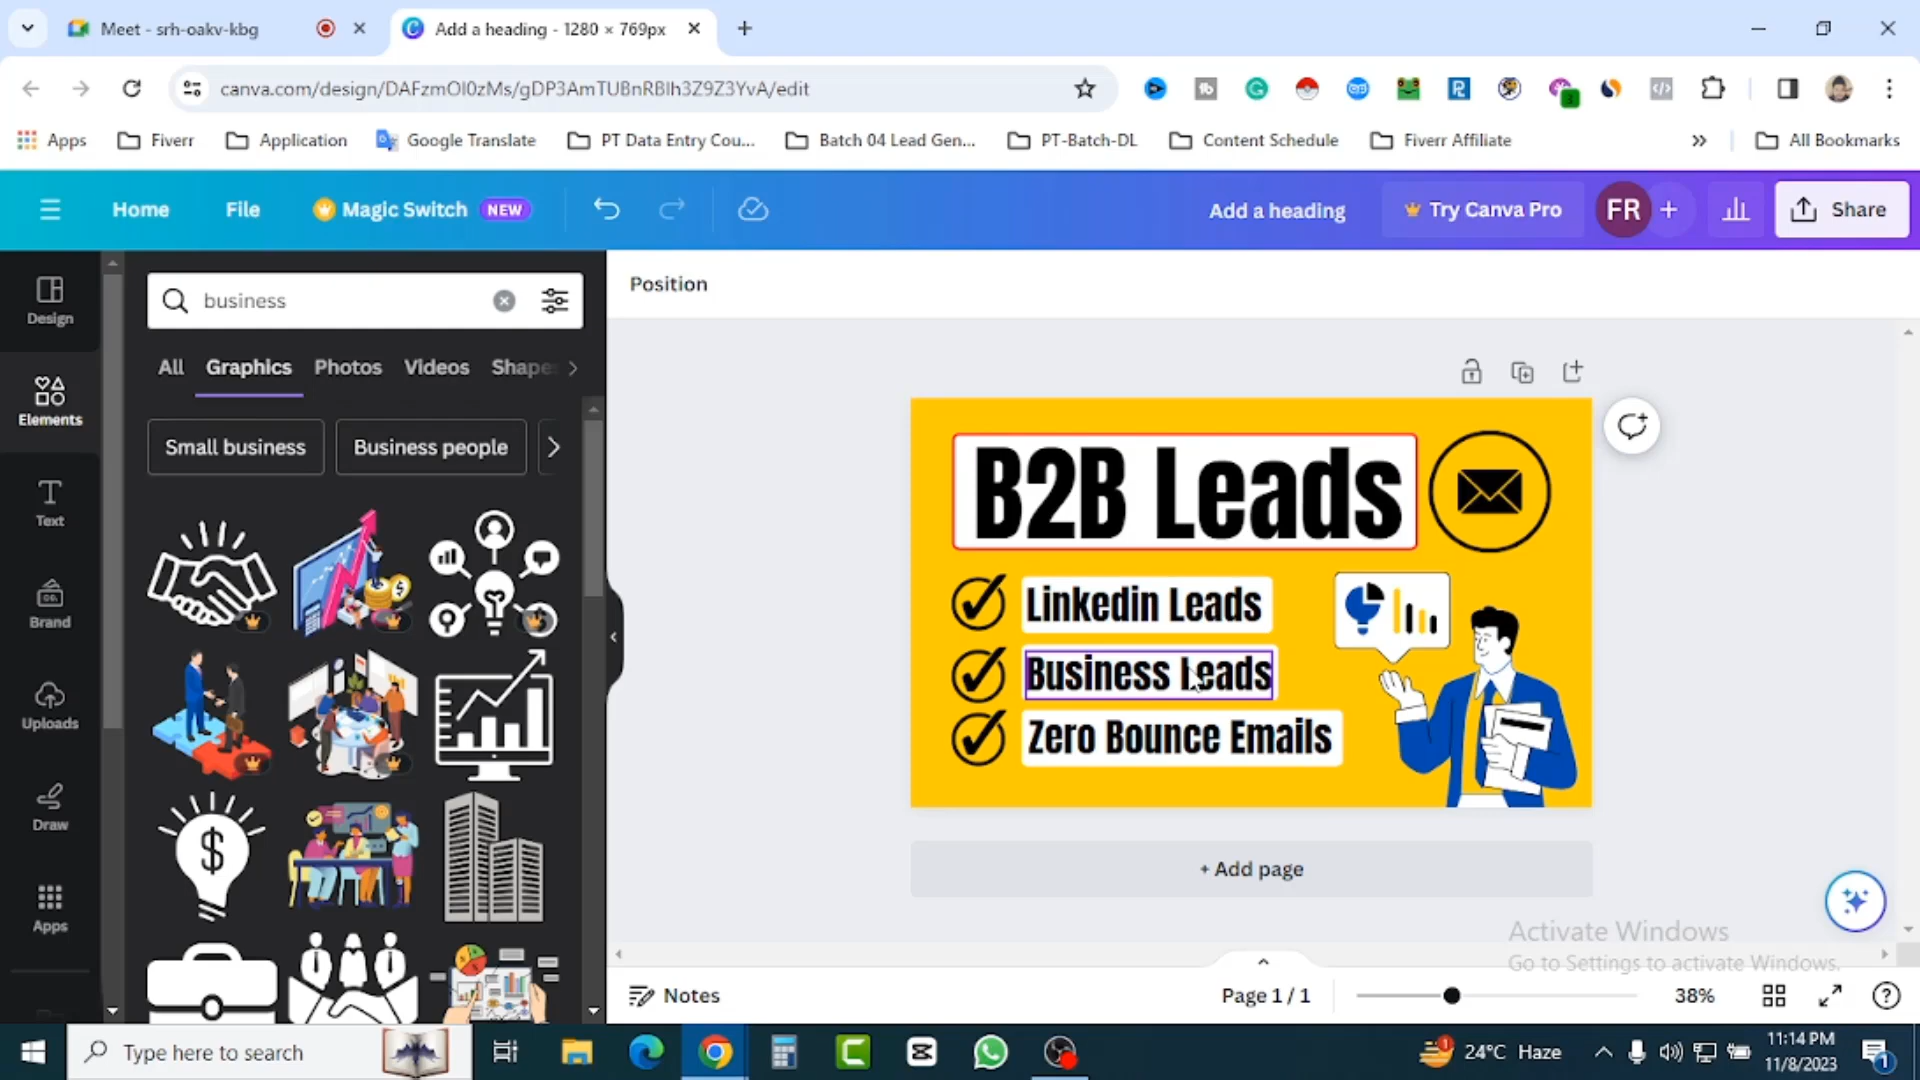 Meet - srh-oakv-kbg
Add a heading - 1280 × 769px
canva.com/design/DAFzmOI0zMs/gDP3AmTUBnRBIh3Z9Z3YvA/edit
Apps
Fiverr
Application
Google Translate
PT Data Entry Cou...
Batch 04 Lead Gen...
PT-Batch-DL
Content Schedule
Fiverr Affiliate
»
All Bookmarks
Home
File
Magic Switch NEW
Add a heading
Try Canva Pro
FR
+
Share
Design
Elements
Text
Brand
Uploads
Draw
Apps
business
All
Graphics
Photos
Videos
Shape
Small business
Business people
$
Position
B2B Leads
Linkedin Leads
Business Leads
Zero Bounce Emails
+ Add page
Activate Windows
Go to Settings to activate Windows.
Notes
Page 1 / 1
38%
Type here to search
24°C Haze
11:14 PM
11/8/2023